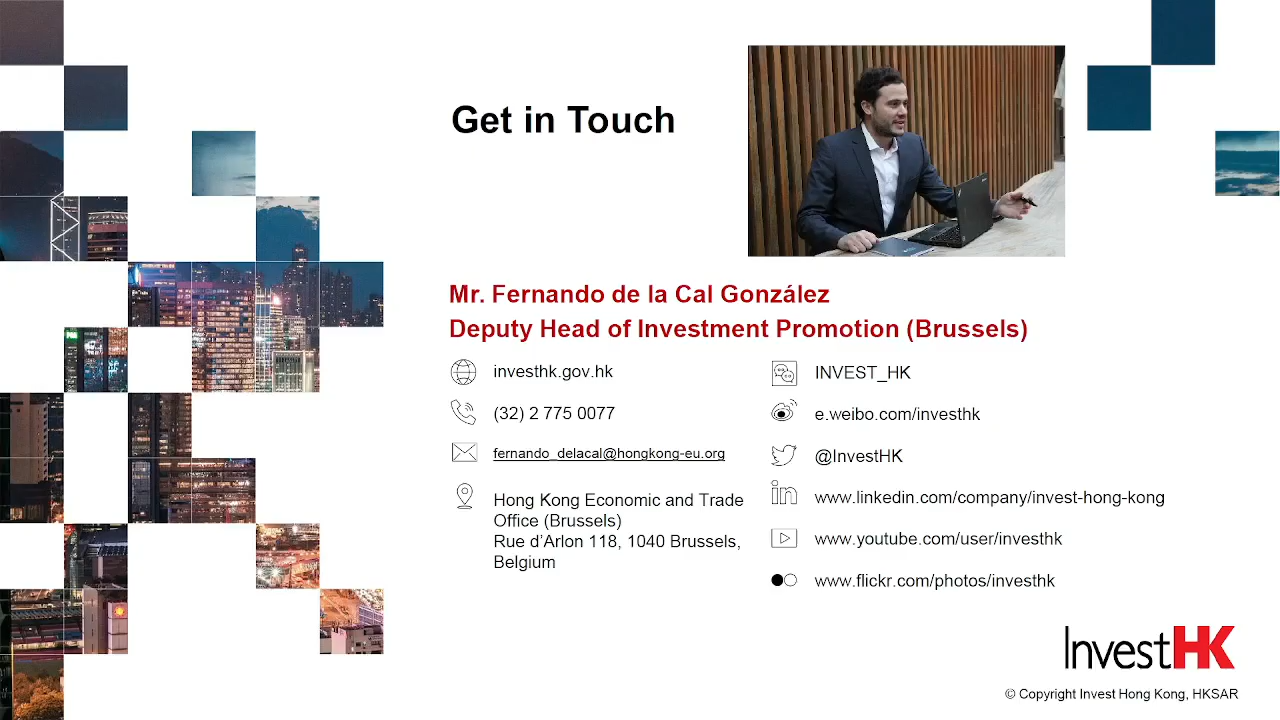 Get in Touch
Mr. Fernando de la Cal González
Deputy Head of Investment Promotion (Brussels)
investhk.gov.hk
(32) 2 775 0077
fernando_delacal@hongkong-eu.org
Hong Kong Economic and Trade
Office (Brussels)
Rue d’Arlon 118, 1040 Brussels,
Belgium
INVEST_HK
e.weibo.com/investhk
@InvestHK
www.linkedin.com/company/invest-hong-kong
www.youtube.com/user/investhk
www.flickr.com/photos/investhk
InvestHK
© Copyright Invest Hong Kong, HKSAR